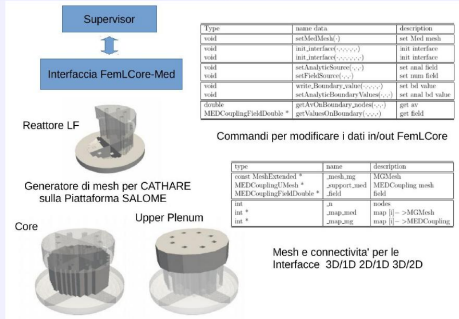 Supervisor
Interfaccia FemLCore-Med
Reattore LF
Generatore di mesh per CATHARE
sulla Piattaforma SALOME
Core
Upper Plenum
Type name data description
void setMedMesh(·) set Med mesh
void init_interface(·,·,·,·,·) init interface
void init_interface(·,·,·,·,·,·) init interface
void setAnalyticSource(·,·,·) set anal field
void setFieldSource(·,·,·) set num field
void write_Boundary_value(·,·,·,·) set bd value
void setAnalyticBoundaryValues(·,·,·) set anal bd value
double getAvOnBoundary_nodes(·,·,·) get av
MEDCouplingFieldDouble * getValuesOnBoundary(·,·,·) get field
Commandi per modificare i dati in/out FemLCore
type name description
const MeshExtended * _mesh_mg MGMesh
MEDCouplingUMesh * _support_med MEDCoupling mesh
MEDCouplingFieldDouble * _field field
int _n nodes
int * _map_med map [i]−>MGMesh
int * _map_mg map [i]−>MEDCoupling
Mesh e connectivita' per le
Interfacce 3D/1D 2D/1D 3D/2D